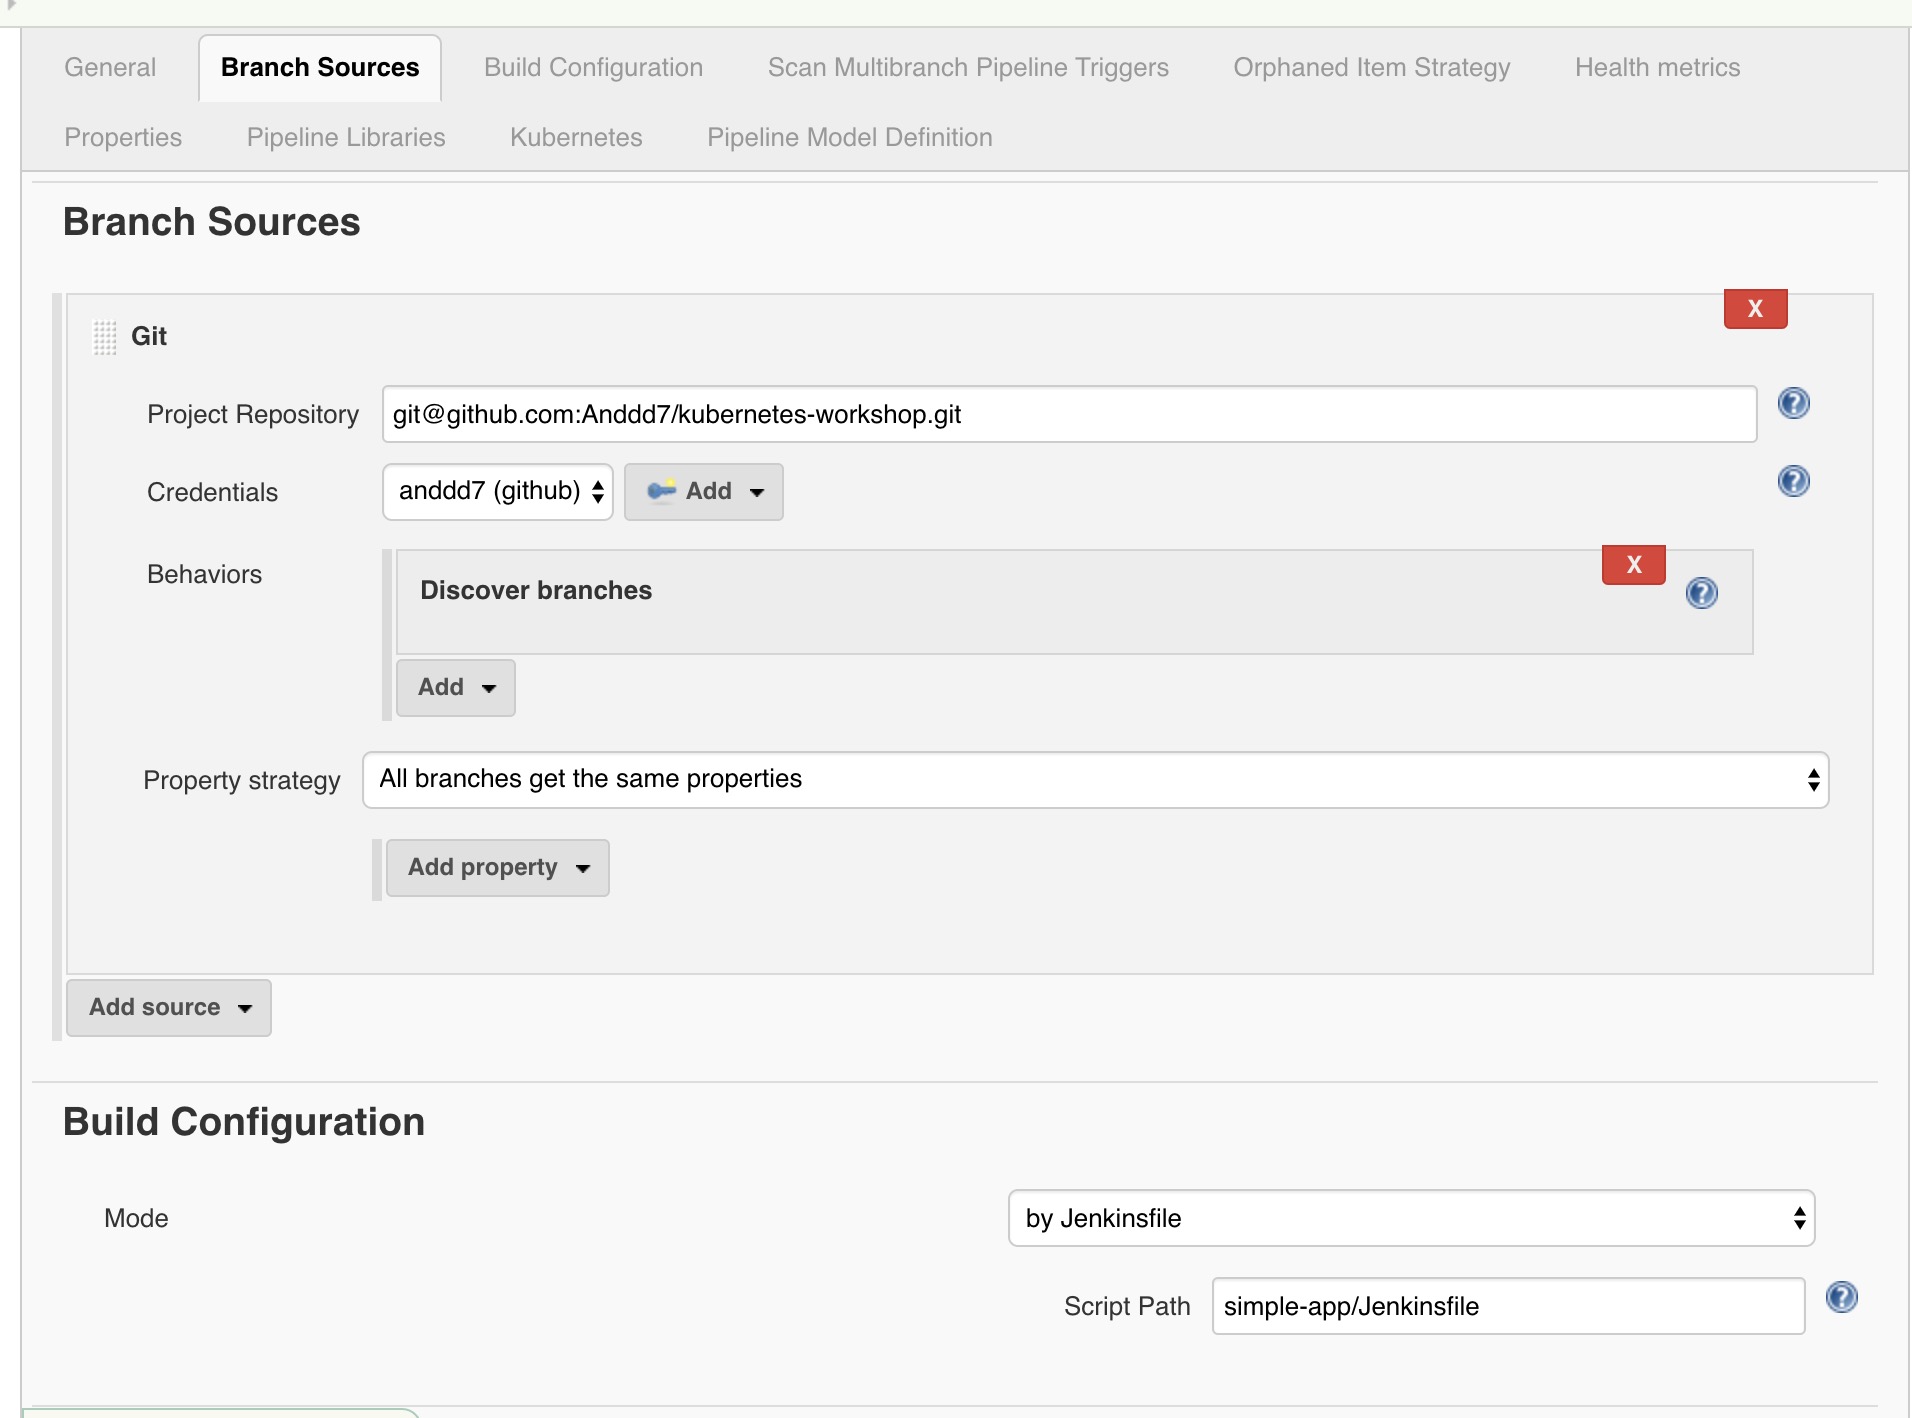 General Branch Sources Build Configuration Scan Multibranch Pipeline Triggers Orphaned Item Strategy Health metrics
Properties Pipeline Libraries Kubernetes Pipeline Model Definition
Branch Sources
X
Git
Project Repository git@github.com:Anddd7/kubernetes-workshop.git ?
Credentials anddd7 (github) Add ?
Behaviors
X
Discover branches ?
Add
Property strategy All branches get the same properties
Add property
Add source
Build Configuration
Mode by Jenkinsfile
Script Path simple-app/Jenkinsfile ?